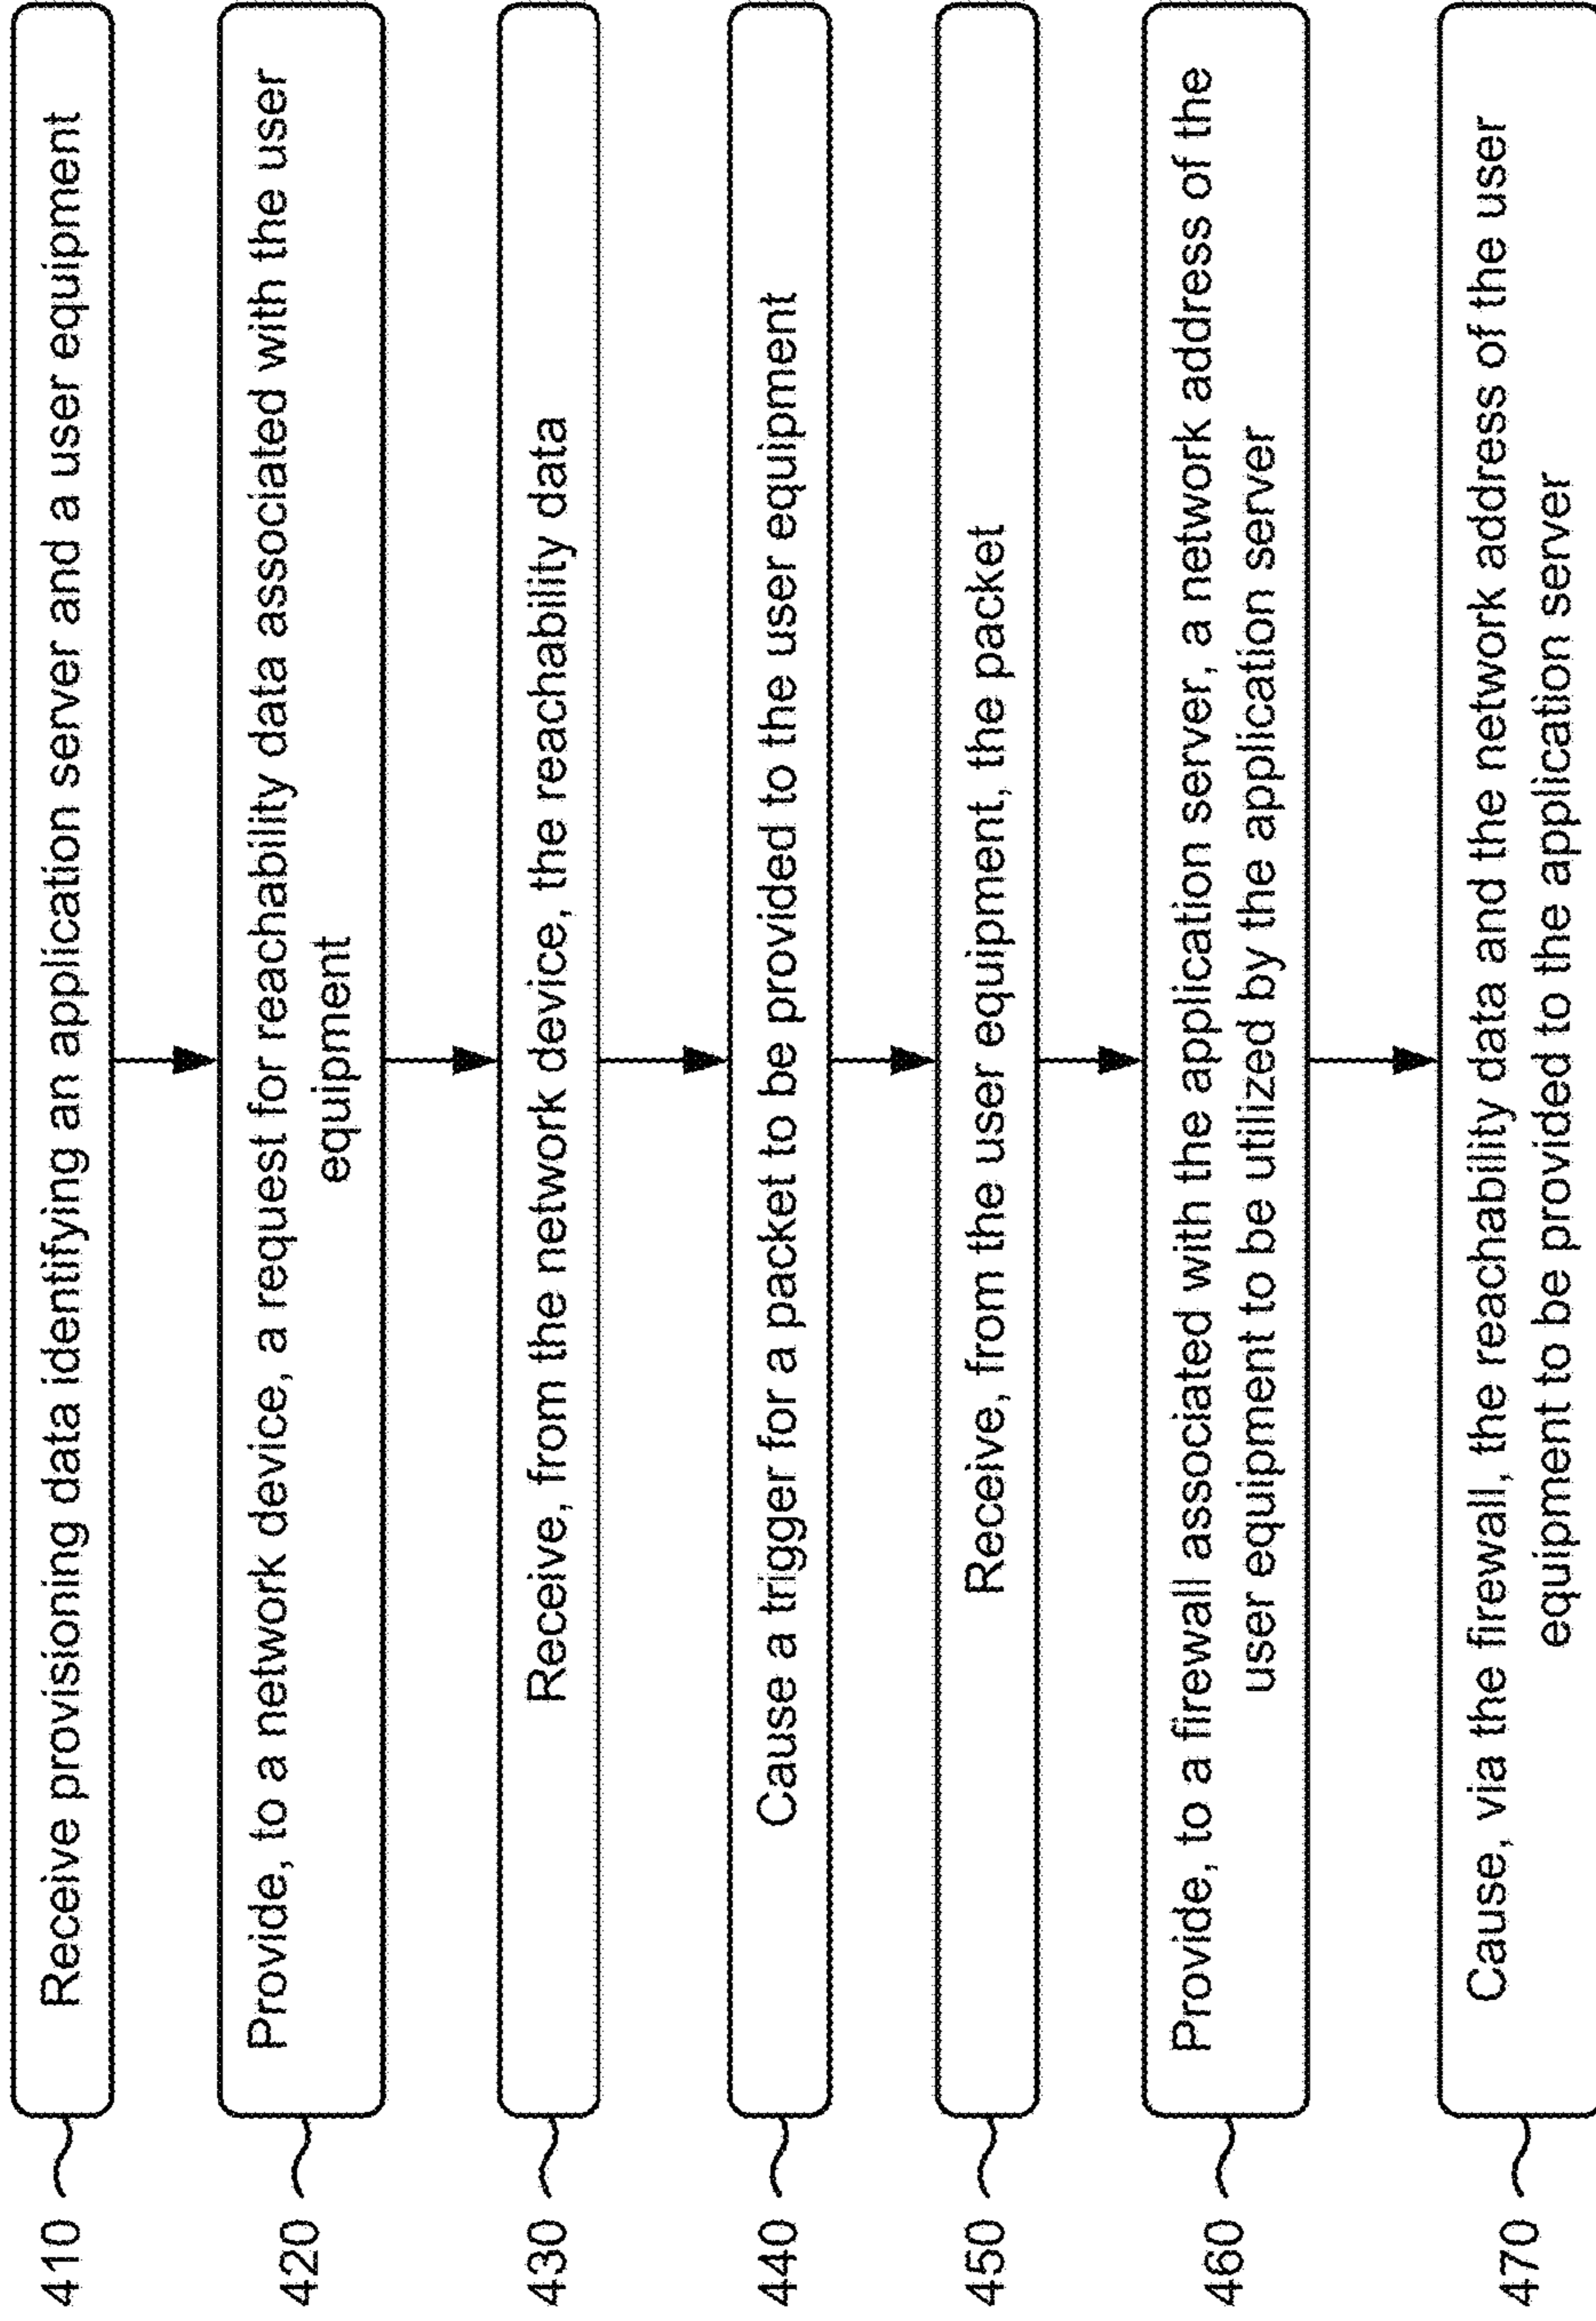 410
Receive provisioning data identifying an application server and a user equipment
420
Provide, to a network device, a request for reachability data associated with the user
equipment
430
Receive, from the network device, the reachability data
440
Cause a trigger for a packet to be provided to the user equipment
450
Receive, from the user equipment, the packet
460
Provide, to a firewall associated with the application server, a network address of the
user equipment to be utilized by the application server
470
Cause, via the firewall, the reachability data and the network address of the user
equipment to be provided to the application server